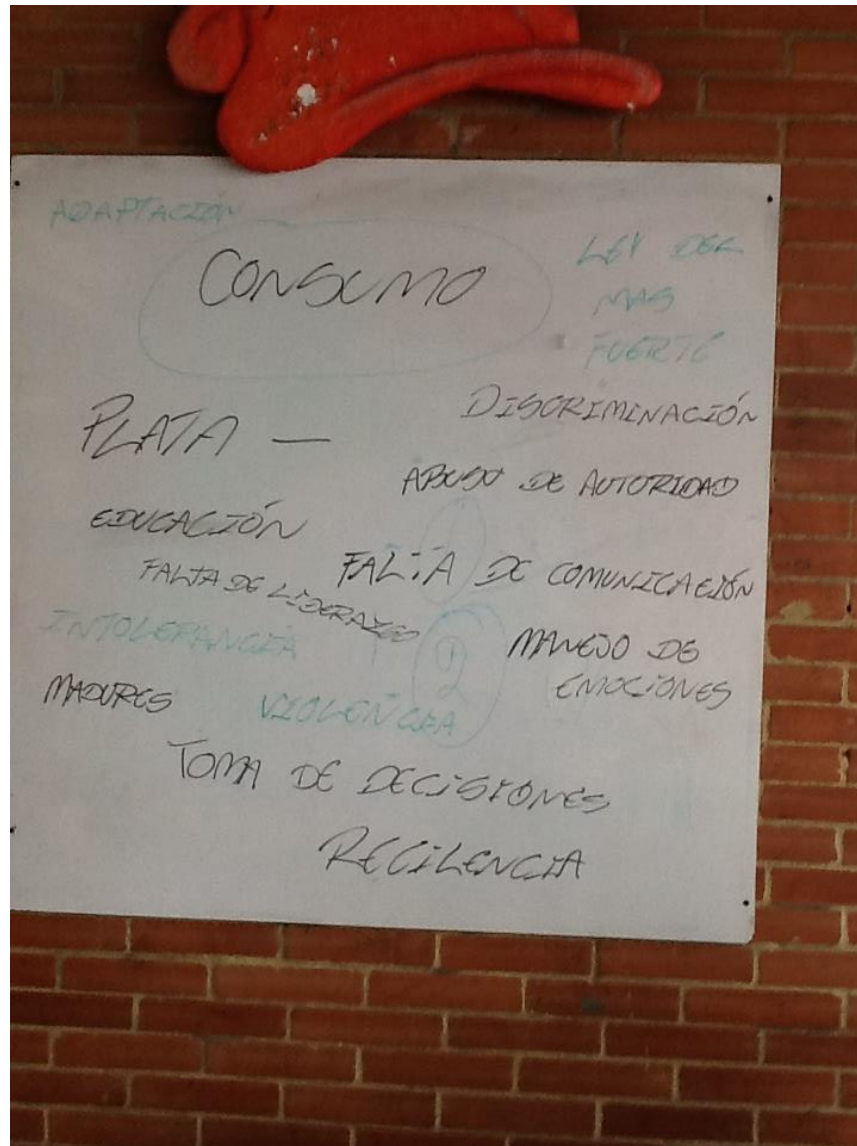 ADAPTACIÓN
CONSUMO
LEY DEL
MAS
FUERTE
PLATA —
DISCRIMINACIÓN
ABUSO DE AUTORIDAD
EDUCACIÓN
FALTA DE COMUNICACIÓN
FALTA DE LIDERAZGO
INTOLERANCIA
2
MANEJO DE
EMOCIONES
MADURES
VIOLENCIA
TOMA DE DECISIONES
RECILENCIA